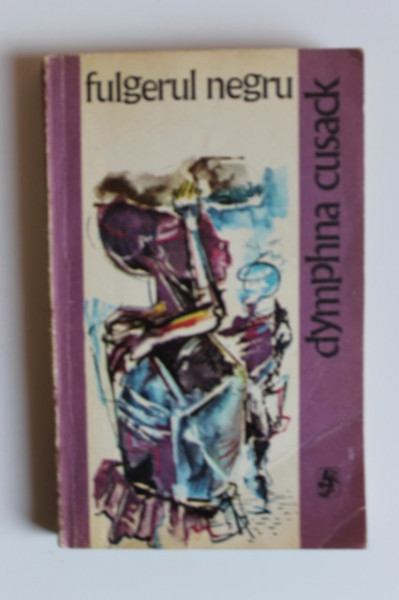 fulgerul negru
dymphna cusack